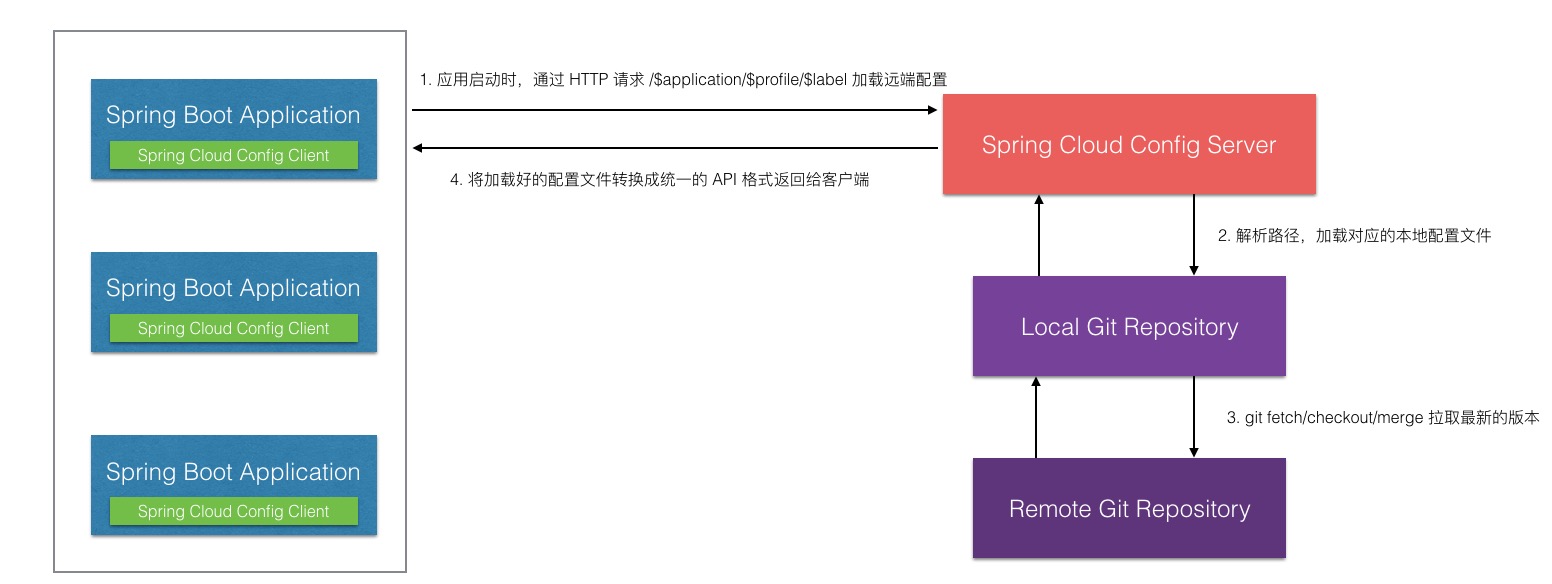 1. 应用启动时，通过 HTTP 请求 /$application/$profile/$label 加载远端配置
Spring Boot Application
Spring Cloud Config Client
Spring Cloud Config Server
4. 将加载好的配置文件转换成统一的 API 格式返回给客户端
2. 解析路径，加载对应的本地配置文件
Spring Boot Application
Spring Cloud Config Client
Local Git Repository
3. git fetch/checkout/merge 拉取最新的版本
Spring Boot Application
Spring Cloud Config Client
Remote Git Repository